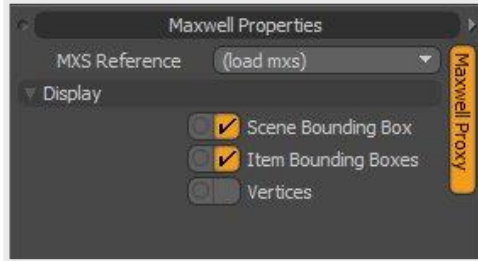 Maxwell Properties
MXS Reference (load mxs)
Display
Scene Bounding Box
Item Bounding Boxes
Vertices
Maxwell Proxy